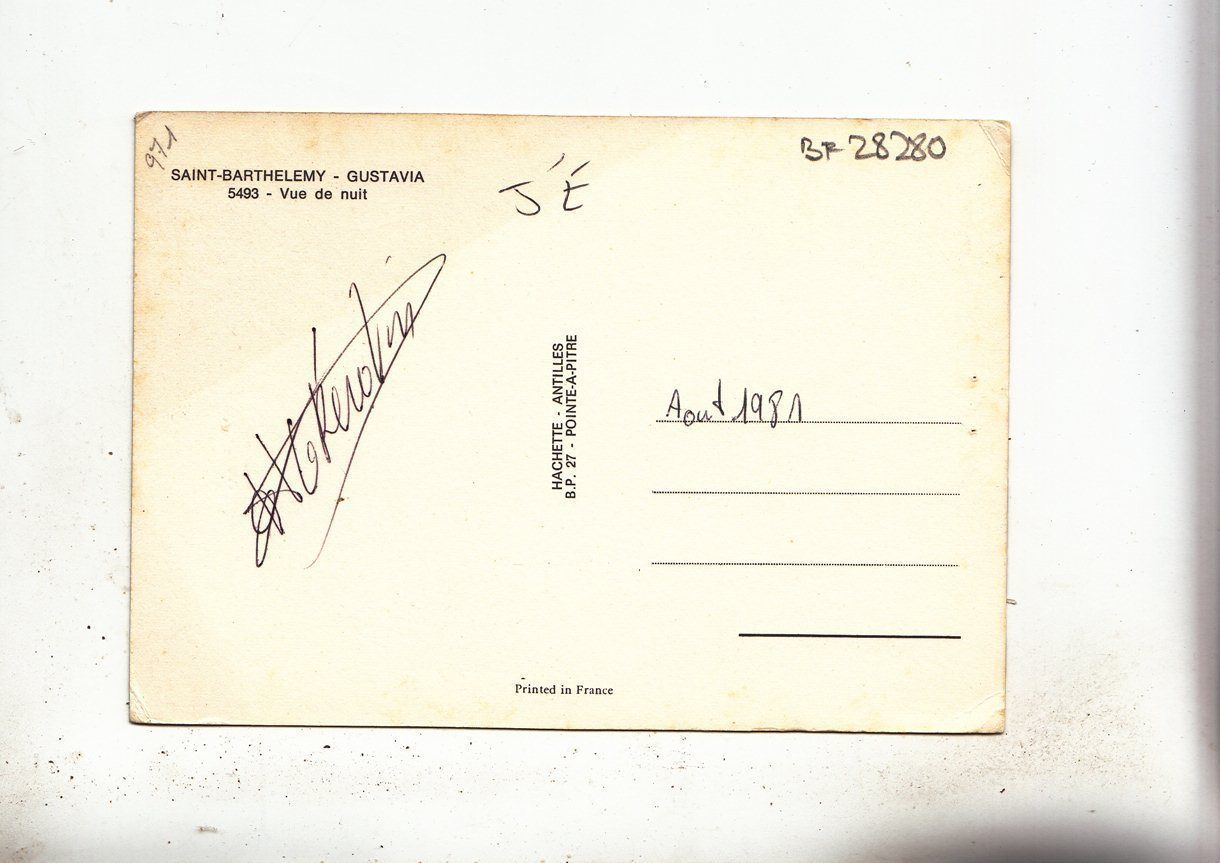 971
SAINT-BARTHELEMY - GUSTAVIA
5493 - Vue de nuit
BF 28280
HACHETTE - ANTILLES
B.P. 27 - POINTE-A-PITRE
Aout 1981
Printed in France